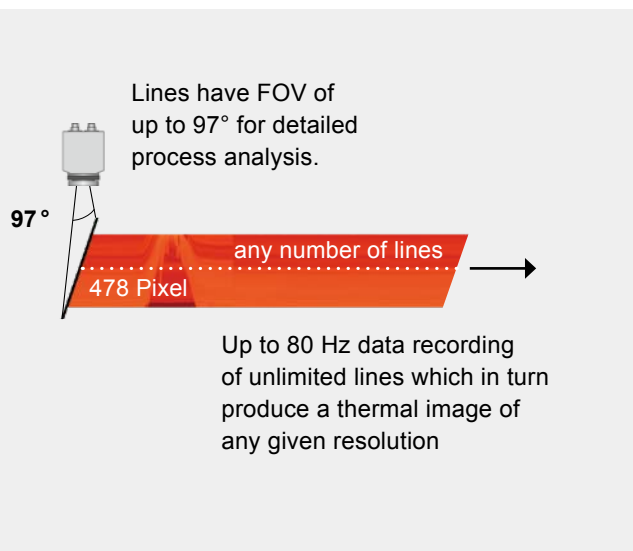 Lines have FOV of
up to 97° for detailed
process analysis.
97°
any number of lines
478 Pixel
Up to 80 Hz data recording
of unlimited lines which in turn
produce a thermal image of
any given resolution